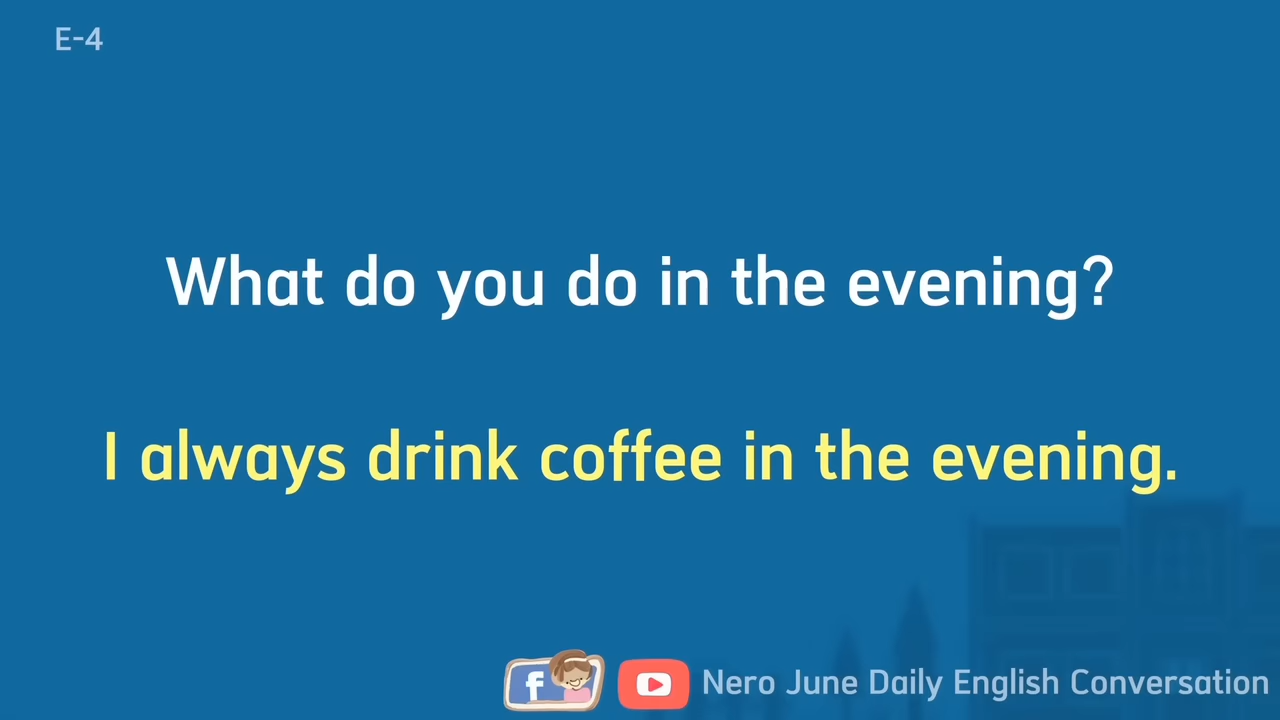 E-4
What do you do in the evening?
I always drink coffee in the evening.
f Nero June Daily English Conversation